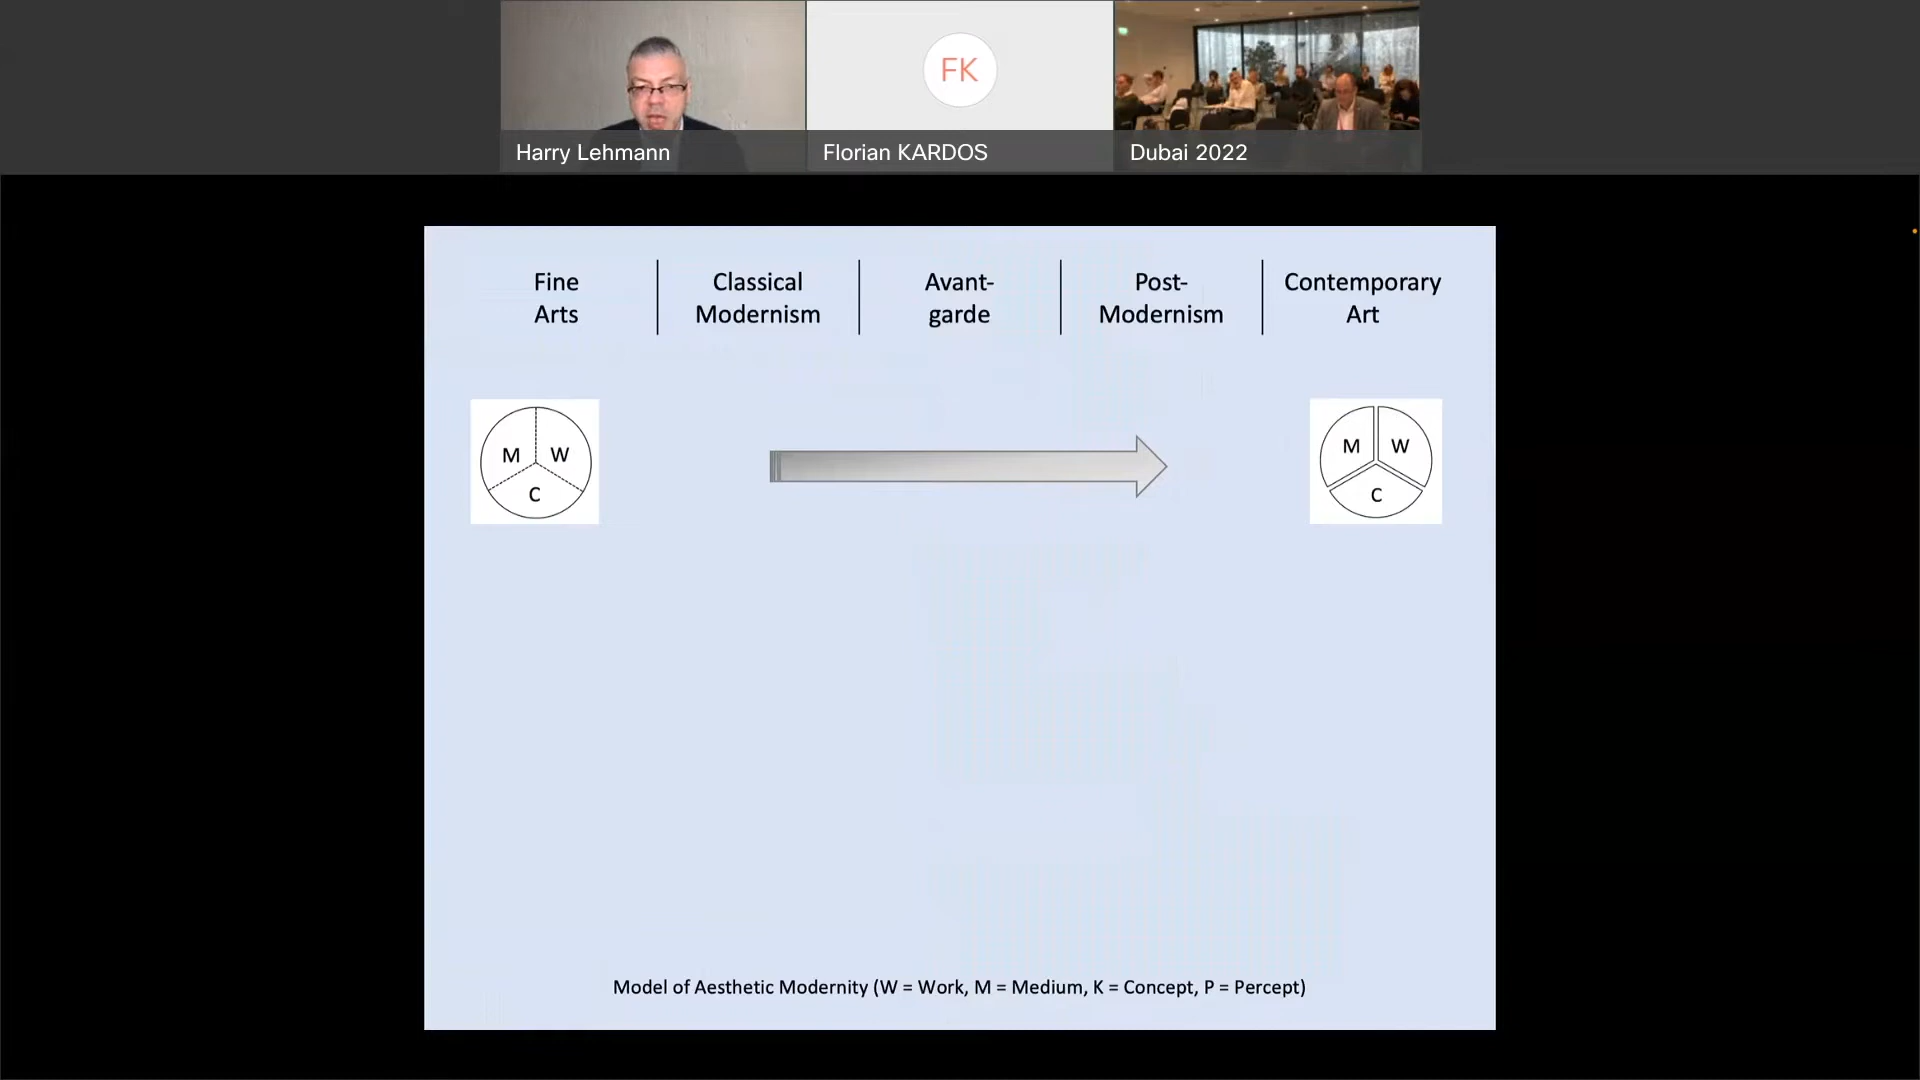 FK
Harry Lehmann
Florian KARDOS
Dubai 2022
Fine
Arts
Classical
Modernism
Avant-
garde
Post-
Modernism
Contemporary
Art
M
W
C
M
W
C
Model of Aesthetic Modernity (W = Work, M = Medium, K = Concept, P = Percept)